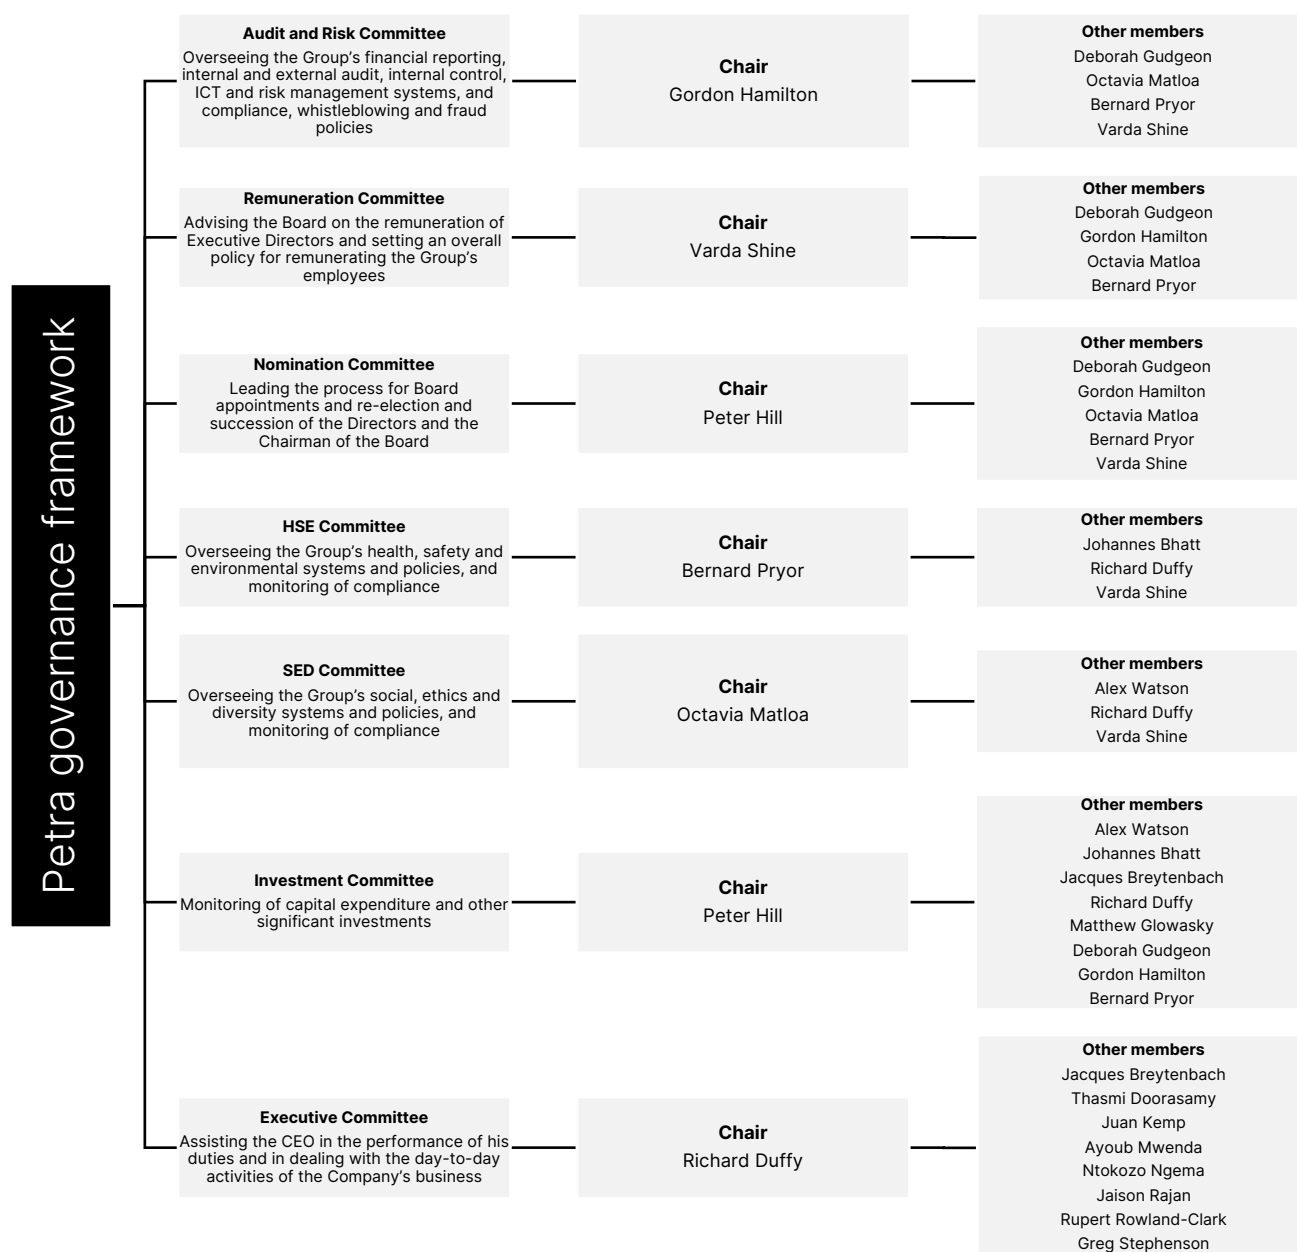 Petra governance framework
Audit and Risk Committee
Overseeing the Group’s financial reporting,
internal and external audit, internal control,
ICT and risk management systems, and
compliance, whistleblowing and fraud
policies
Chair
Gordon Hamilton
Other members
Deborah Gudgeon
Octavia Matloa
Bernard Pryor
Varda Shine
Remuneration Committee
Advising the Board on the remuneration of
Executive Directors and setting an overall
policy for remunerating the Group’s
employees
Chair
Varda Shine
Other members
Deborah Gudgeon
Gordon Hamilton
Octavia Matloa
Bernard Pryor
Nomination Committee
Leading the process for Board
appointments and re-election and
succession of the Directors and the
Chairman of the Board
Chair
Peter Hill
Other members
Deborah Gudgeon
Gordon Hamilton
Octavia Matloa
Bernard Pryor
Varda Shine
HSE Committee
Overseeing the Group’s health, safety and
environmental systems and policies, and
monitoring of compliance
Chair
Bernard Pryor
Other members
Johannes Bhatt
Richard Duffy
Varda Shine
SED Committee
Overseeing the Group’s social, ethics and
diversity systems and policies, and
monitoring of compliance
Chair
Octavia Matloa
Other members
Alex Watson
Richard Duffy
Varda Shine
Investment Committee
Monitoring of capital expenditure and other
significant investments
Chair
Peter Hill
Other members
Alex Watson
Johannes Bhatt
Jacques Breytenbach
Richard Duffy
Matthew Glowasky
Deborah Gudgeon
Gordon Hamilton
Bernard Pryor
Executive Committee
Assisting the CEO in the performance of his
duties and in dealing with the day-to-day
activities of the Company’s business
Chair
Richard Duffy
Other members
Jacques Breytenbach
Thasmi Doorasamy
Juan Kemp
Ayoub Mwenda
Ntokozo Ngema
Jaison Rajan
Rupert Rowland-Clark
Greg Stephenson